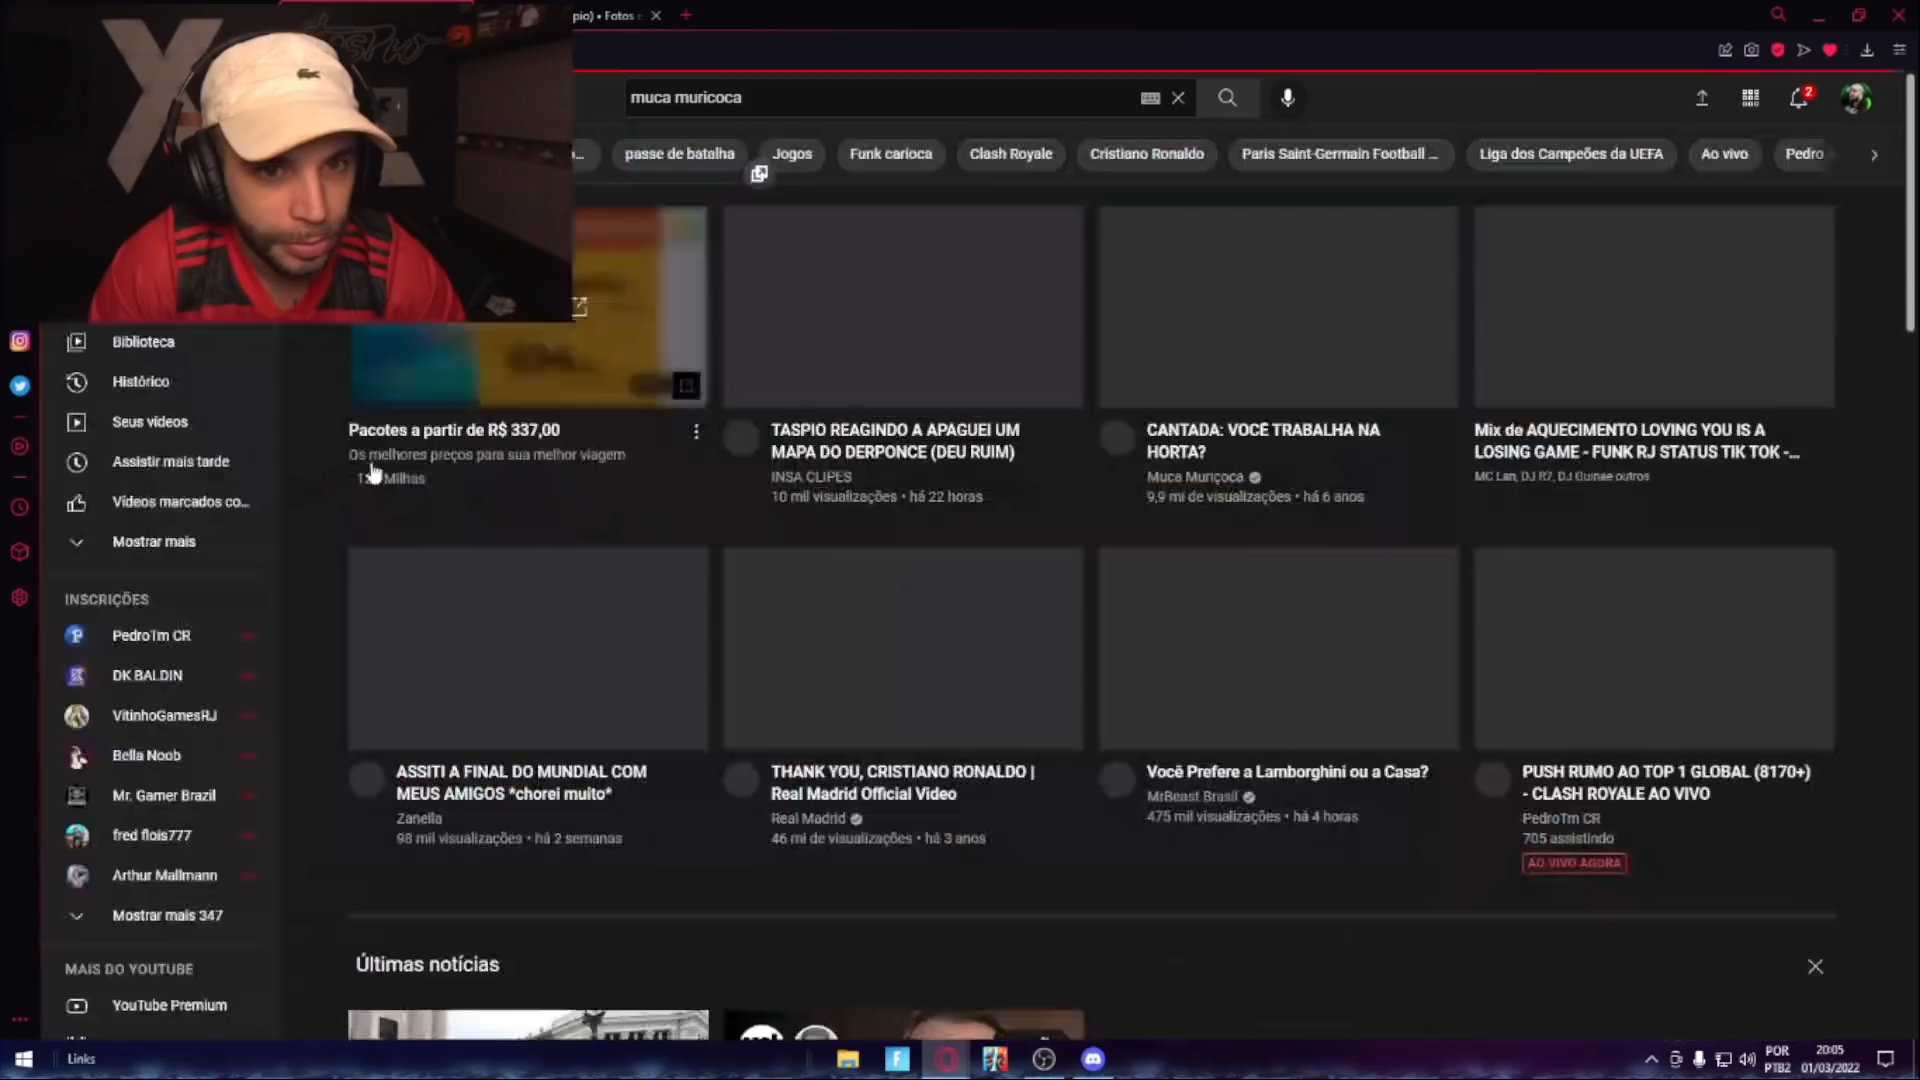 pio) • Fotos e
muca muricoca
passe de batalha
Jogos
Funk carioca
Clash Royale
Cristiano Ronaldo
Paris Saint-Germain Football ...
Liga dos Campeões da UEFA
Ao vivo
Pedro
2
Biblioteca
Histórico
Seus vídeos
Assistir mais tarde
Vídeos marcados co...
Mostrar mais
INSCRIÇÕES
PedroTm CR
DK BALDIN
VitinhoGamesRJ
Bella Noob
Mr. Gamer Brazil
fred flois777
Arthur Mallmann
Mostrar mais 347
MAIS DO YOUTUBE
YouTube Premium
Pacotes a partir de R$ 337,00
Os melhores preços para sua melhor viagem
Milhas
TASPIO REAGINDO A APAGUEI UM
MAPA DO DERPONCE (DEU RUIM)
INSA CLIPES
10 mil visualizações • há 22 horas
CANTADA: VOCÊ TRABALHA NA
HORTA?
Muca Muriçoca
9,9 mi de visualizações • há 6 anos
Mix de AQUECIMENTO LOVING YOU IS A
LOSING GAME - FUNK RJ STATUS TIK TOK -...
MC Lan, DJ R7, DJ Guinae outros
ASSITI A FINAL DO MUNDIAL COM
MEUS AMIGOS *chorei muito*
Zanella
98 mil visualizações • há 2 semanas
THANK YOU, CRISTIANO RONALDO |
Real Madrid Official Video
Real Madrid
46 mi de visualizações • há 3 anos
Você Prefere a Lamborghini ou a Casa?
MrBeast Brasil
475 mil visualizações • há 4 horas
PUSH RUMO AO TOP 1 GLOBAL (8170+)
- CLASH ROYALE AO VIVO
PedroTm CR
705 assistindo
AO VIVO AGORA
Últimas notícias
Links
POR
PTB2
20:05
01/03/2022